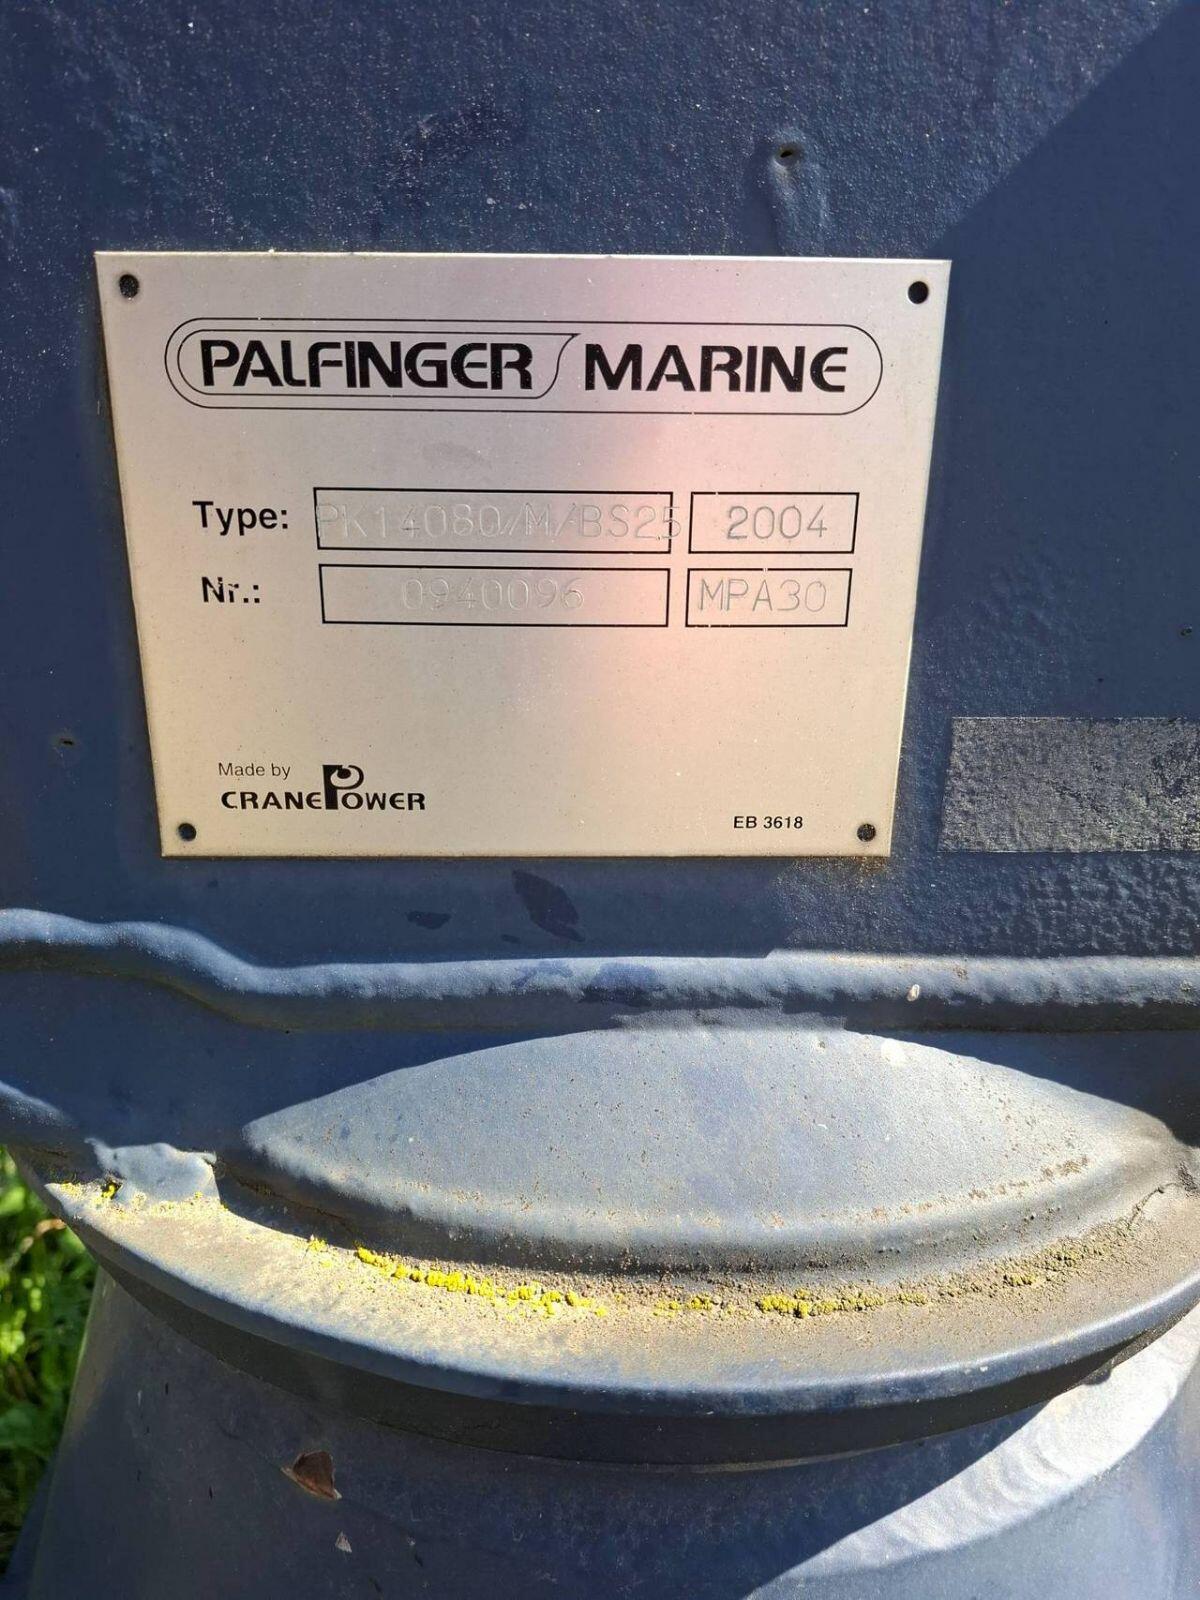 PALFINGER MARINE
Type: PK14080/M/BS25 2004
Nr.: 0940096 MPA30
Made by
CRANEPOWER
EB 3618